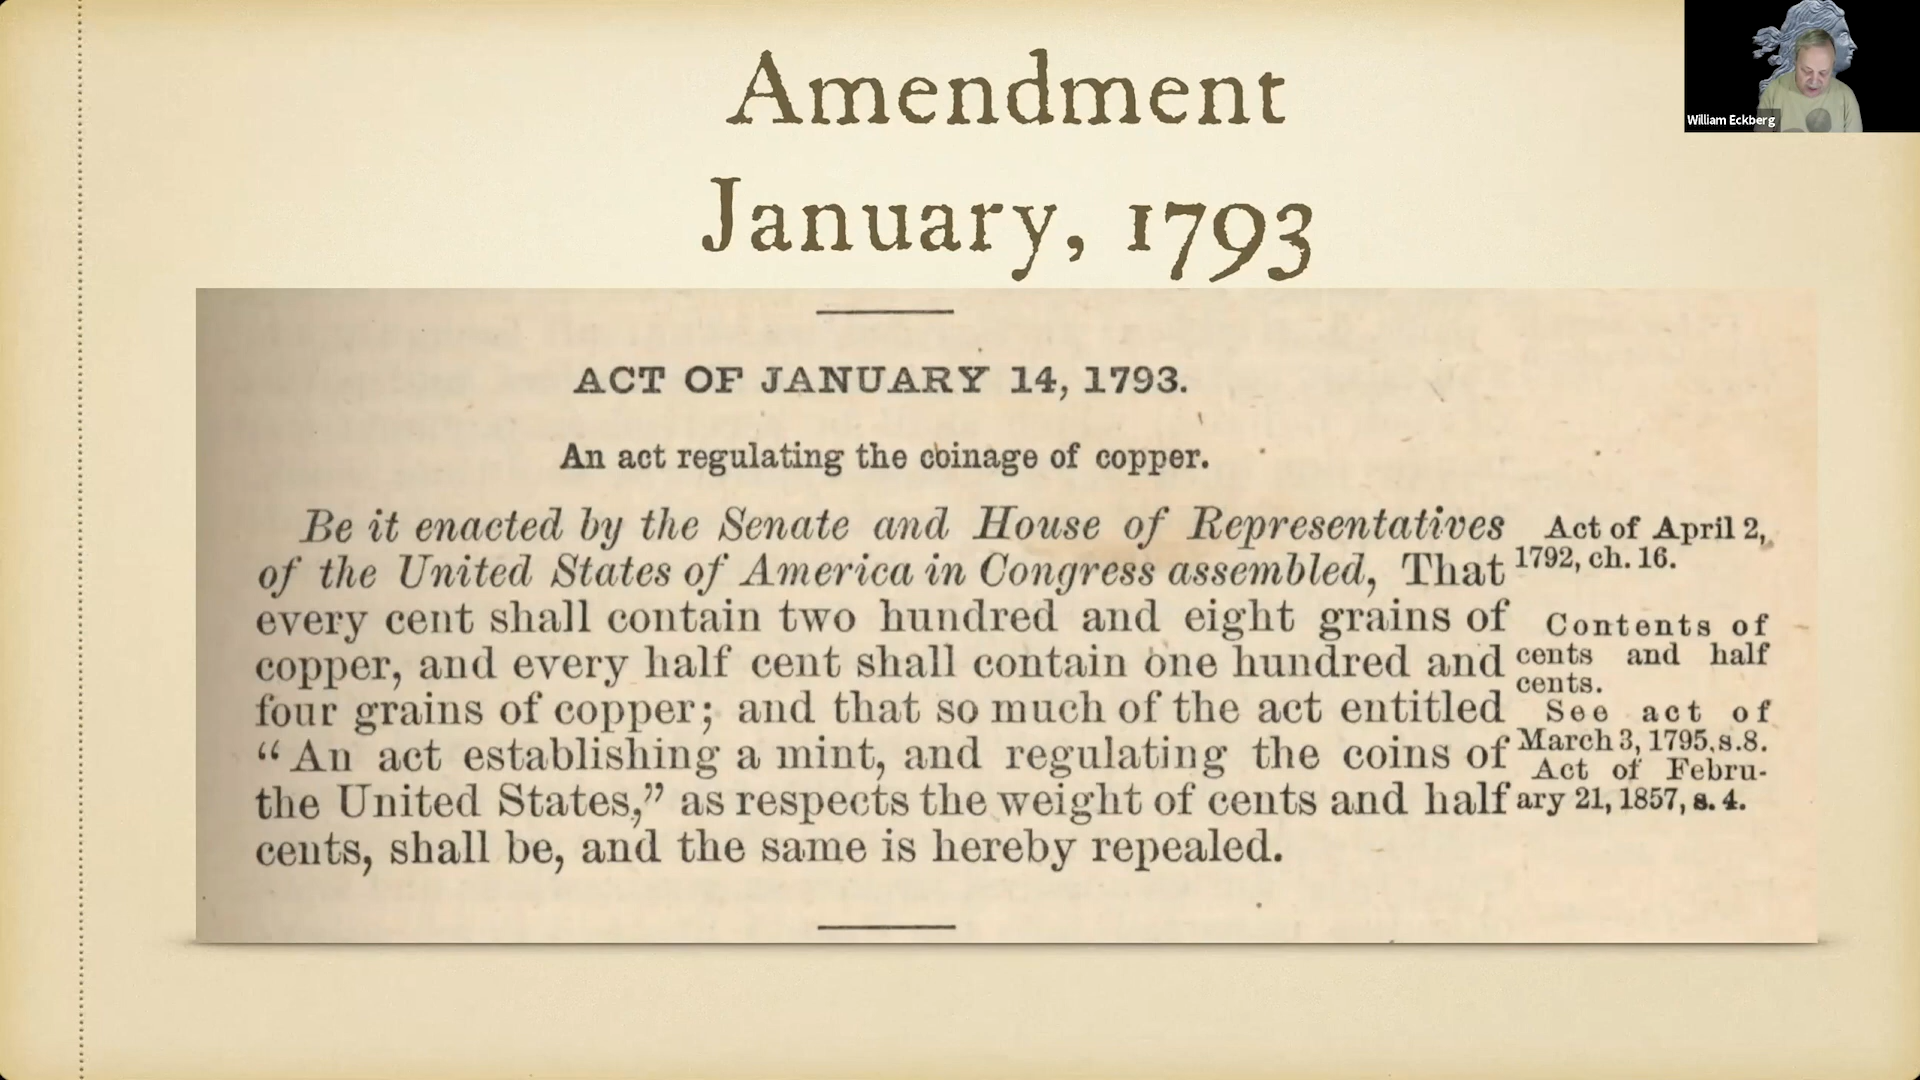 Amendment
January, 1793
William Eckberg
ACT OF JANUARY 14, 1793.
An act regulating the coinage of copper.
Be it enacted by the Senate and House of Representatives
of the United States of America in Congress assembled, That
every cent shall contain two hundred and eight grains of
copper, and every half cent shall contain one hundred and
four grains of copper; and that so much of the act entitled
“An act establishing a mint, and regulating the coins of
the United States,” as respects the weight of cents and half
cents, shall be, and the same is hereby repealed.
Act of April 2,
1792, ch. 16.
Contents of
cents and half
cents.
See act of
March 3, 1795, s. 8.
Act of Febru-
ary 21, 1857, s. 4.